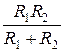 R₁R₂
R₁ + R₂